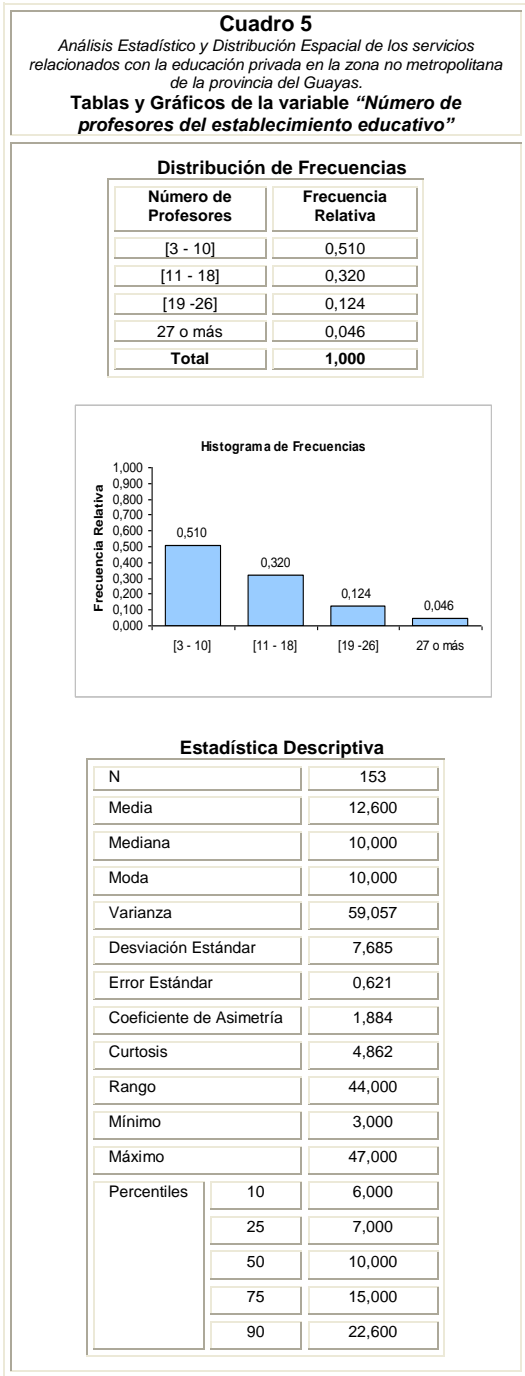 Cuadro 5
Análisis Estadístico y Distribución Espacial de los servicios
relacionados con la educación privada en la zona no metropolitana
de la provincia del Guayas.
Tablas y Gráficos de la variable “Número de
profesores del establecimiento educativo”
Distribución de Frecuencias
Número de Profesores Frecuencia Relativa
[3 - 10] 0,510
[11 - 18] 0,320
[19 -26] 0,124
27 o más 0,046
Total 1,000
Histograma de Frecuencias
Frecuencia Relativa
1,000
0,900
0,800
0,700
0,600
0,500
0,400
0,300
0,200
0,100
0,000
0,510
0,320
0,124
0,046
[3 - 10] [11 - 18] [19 -26] 27 o más
Estadística Descriptiva
N 153
Media 12,600
Mediana 10,000
Moda 10,000
Varianza 59,057
Desviación Estándar 7,685
Error Estándar 0,621
Coeficiente de Asimetría 1,884
Curtosis 4,862
Rango 44,000
Mínimo 3,000
Máximo 47,000
Percentiles 10 6,000
25 7,000
50 10,000
75 15,000
90 22,600